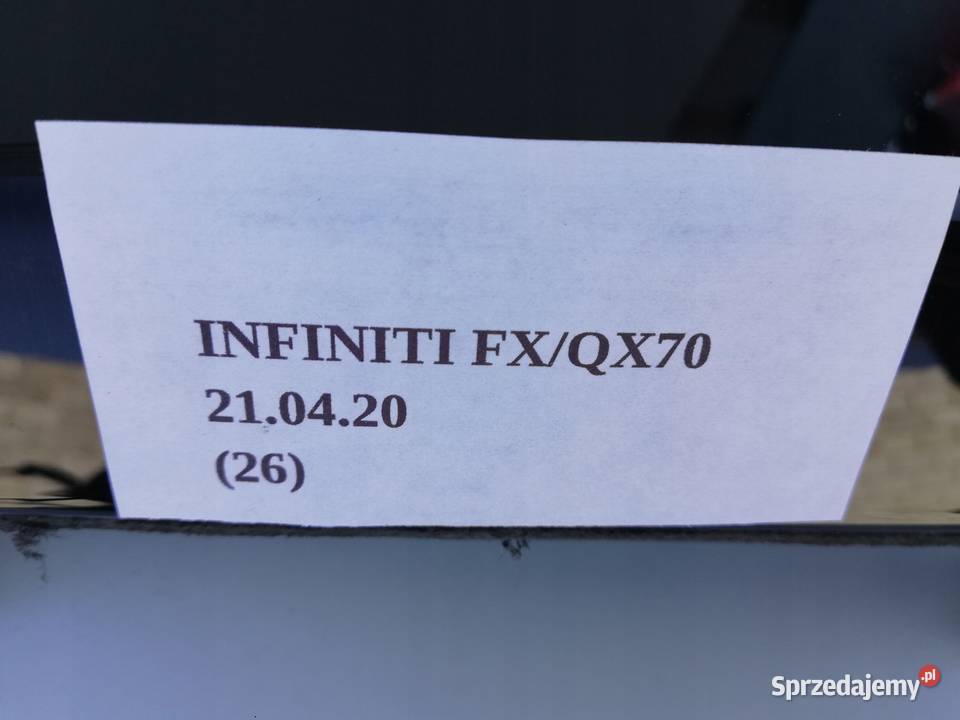 INFINITI FX/QX70
21.04.20
(26)
Sprzedajemy.pl